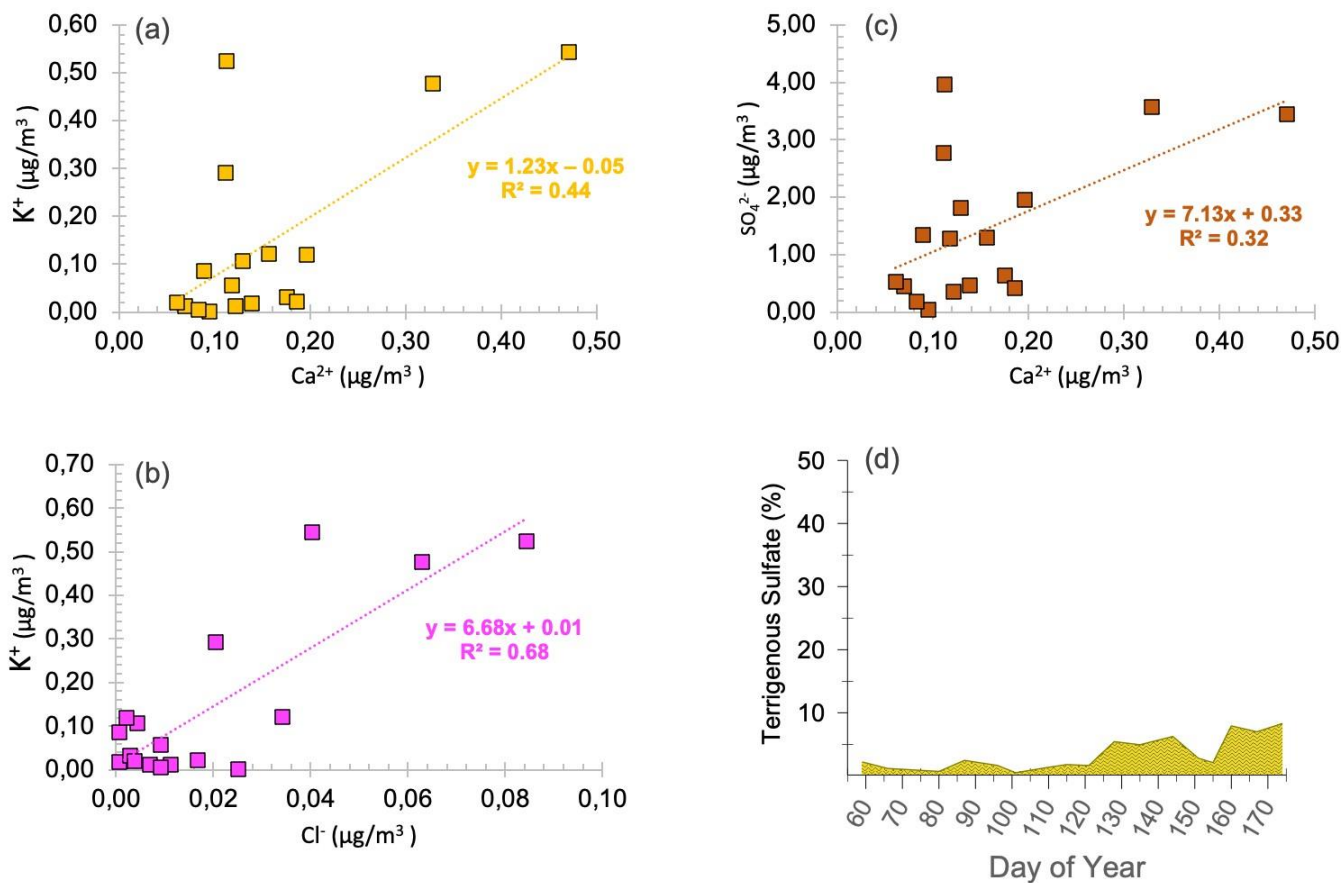 (a)
K⁺ (µg/m³ )
0,60
0,50
0,40
0,30
0,20
0,10
0,00
y = 1.23x – 0.05
R² = 0.44
0,00 0,10 0,20 0,30 0,40 0,50
Ca²⁺ (µg/m³ )
(c)
SO₄²⁻ (µg/m³ )
5,00
4,00
3,00
2,00
1,00
0,00
y = 7.13x + 0.33
R² = 0.32
0,00 0,10 0,20 0,30 0,40 0,50
Ca²⁺ (µg/m³ )
(b)
K⁺ (µg/m³ )
0,70
0,60
0,50
0,40
0,30
0,20
0,10
0,00
y = 6.68x + 0.01
R² = 0.68
0,00 0,02 0,04 0,06 0,08 0,10
Cl⁻ (µg/m³ )
(d)
Terrigenous Sulfate (%)
50
40
30
20
10
60 70 80 90 100 110 120 130 140 150 160 170
Day of Year